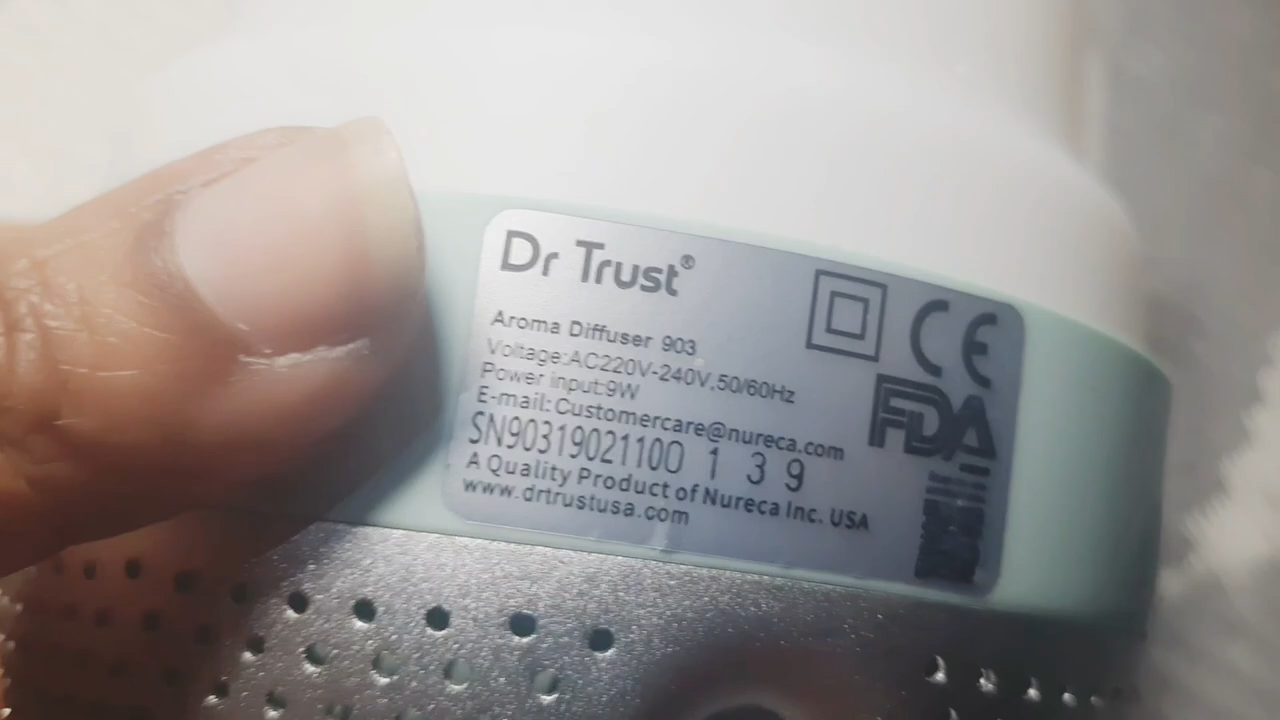 Dr Trust®
CE
FDA
Aroma Diffuser 903
Voltage:AC220V-240V,50/60Hz
Power input:9W
E-mail: Customercare@nureca.com
SN90319021100 1 3 9
A Quality Product of Nureca Inc. USA
www.drtrustusa.com